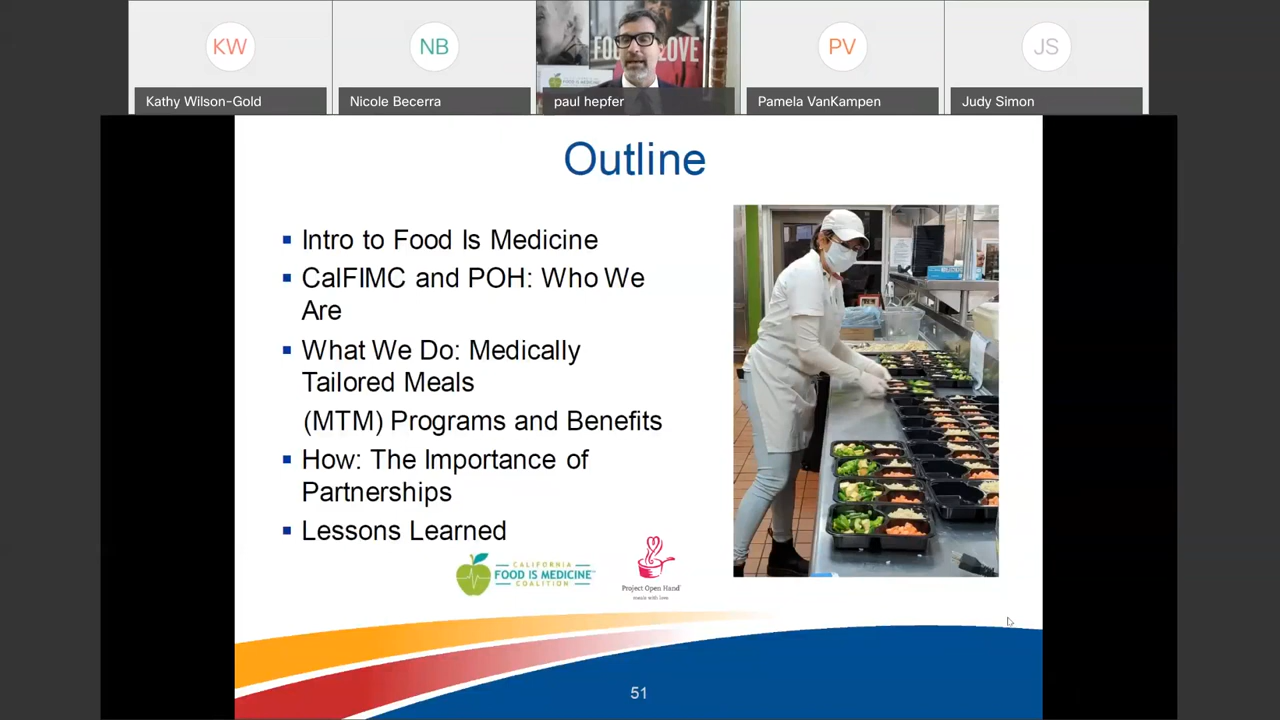 KW
NB
FOOD
LOVE
PV
JS
Kathy Wilson-Gold
Nicole Becerra
paul hepfer
Pamela VanKampen
Judy Simon
Outline
Intro to Food Is Medicine
CalFIMC and POH: Who We
Are
What We Do: Medically
Tailored Meals
(MTM) Programs and Benefits
How: The Importance of
Partnerships
Lessons Learned
CALIFORNIA
FOOD IS MEDICINE
COALITION
Project Open Hand
meals with love
51